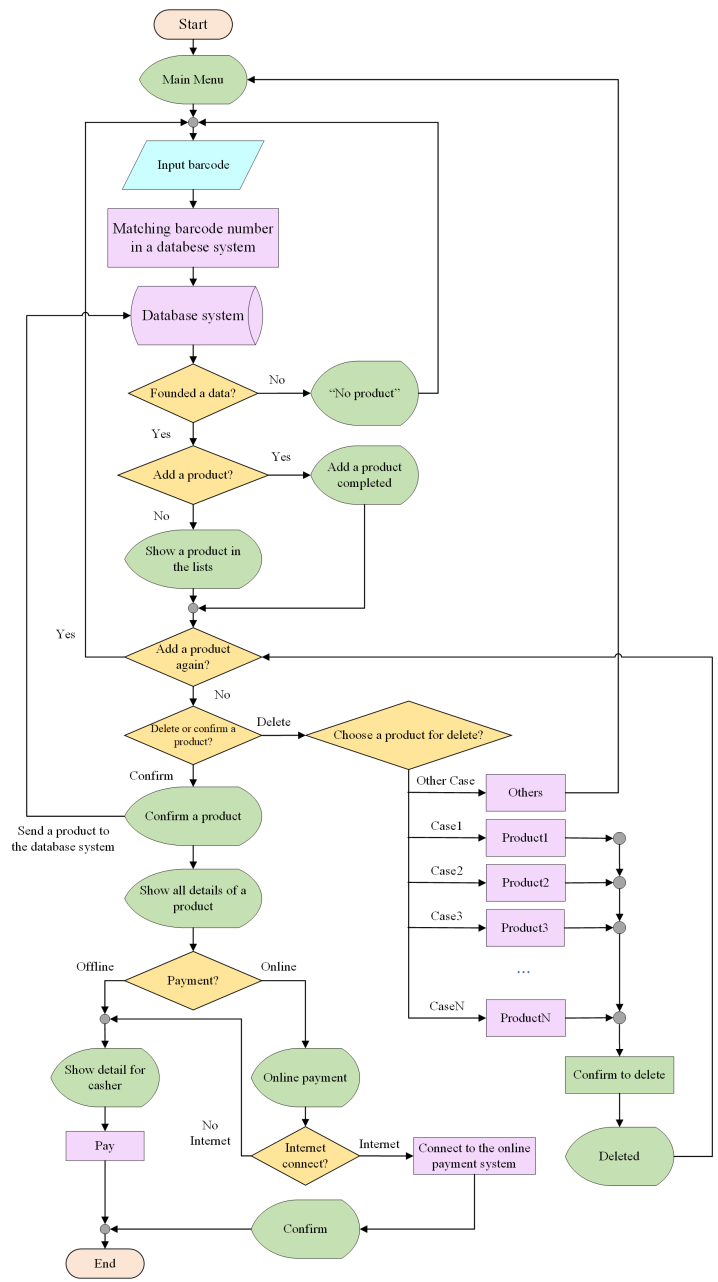 Start
Main Menu
Input barcode
Matching barcode number
in a databese system
Database system
Founded a data?
No
“No product”
Yes
Add a product?
Yes
Add a product
completed
No
Show a product in
the lists
Yes
Add a product
again?
No
Delete or confirm a
product?
Delete
Choose a product for delete?
Confirm
Other Case
Others
Confirm a product
Send a product to
the database system
Case1
Product1
Case2
Product2
Case3
Product3
...
CaseN
ProductN
Show all details of a
product
Offline
Payment?
Online
Show detail for
casher
Online payment
Confirm to delete
Pay
No
Internet
Internet
connect?
Internet
Connect to the online
payment system
Deleted
Confirm
End